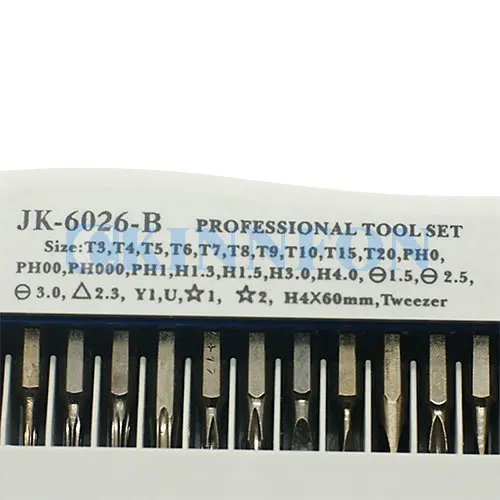 JK-6026-B PROFESSIONAL TOOL SET
Size:T3,T4,T5,T6,T7,T8,T9,T10,T15,T20,PH0,
PH00,PH000,PH1,H1.3,H1.5,H3.0,H4.0,⊖1.5,⊖2.5,
⊖3.0,△2.3, Y1,U,☆1, ☆2, H4X60mm,Tweezer
CKINNEON